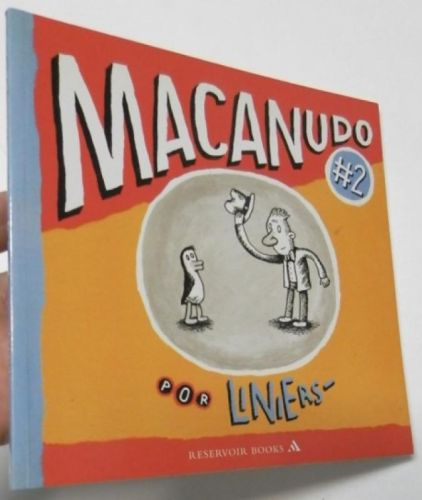 MACANUDO
#2
POR LINIERS
RESERVOIR BOOKS